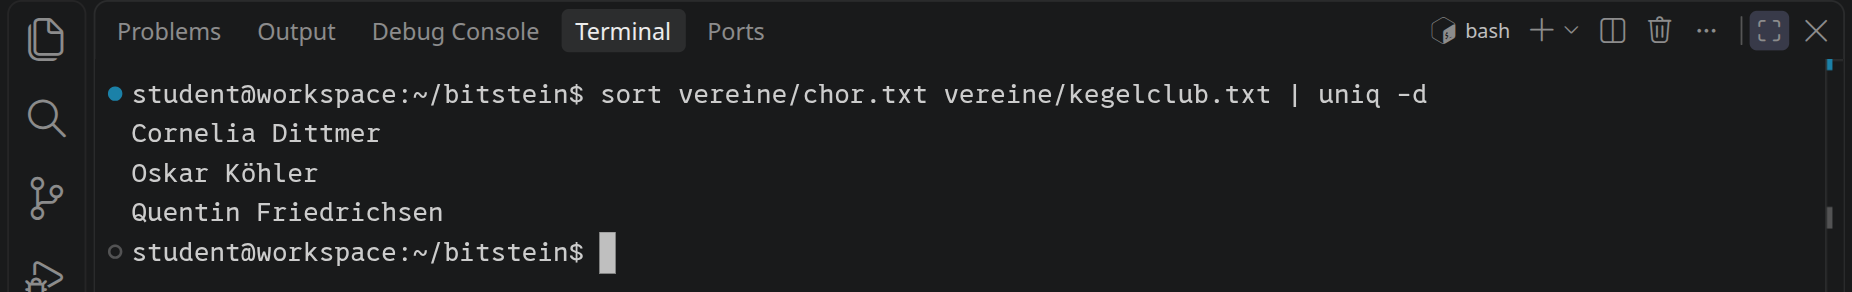 Problems Output Debug Console Terminal Ports bash
student@workspace:~/bitstein$ sort vereine/chor.txt vereine/kegelclub.txt | uniq -d
Cornelia Dittmer
Oskar Köhler
Quentin Friedrichsen
student@workspace:~/bitstein$